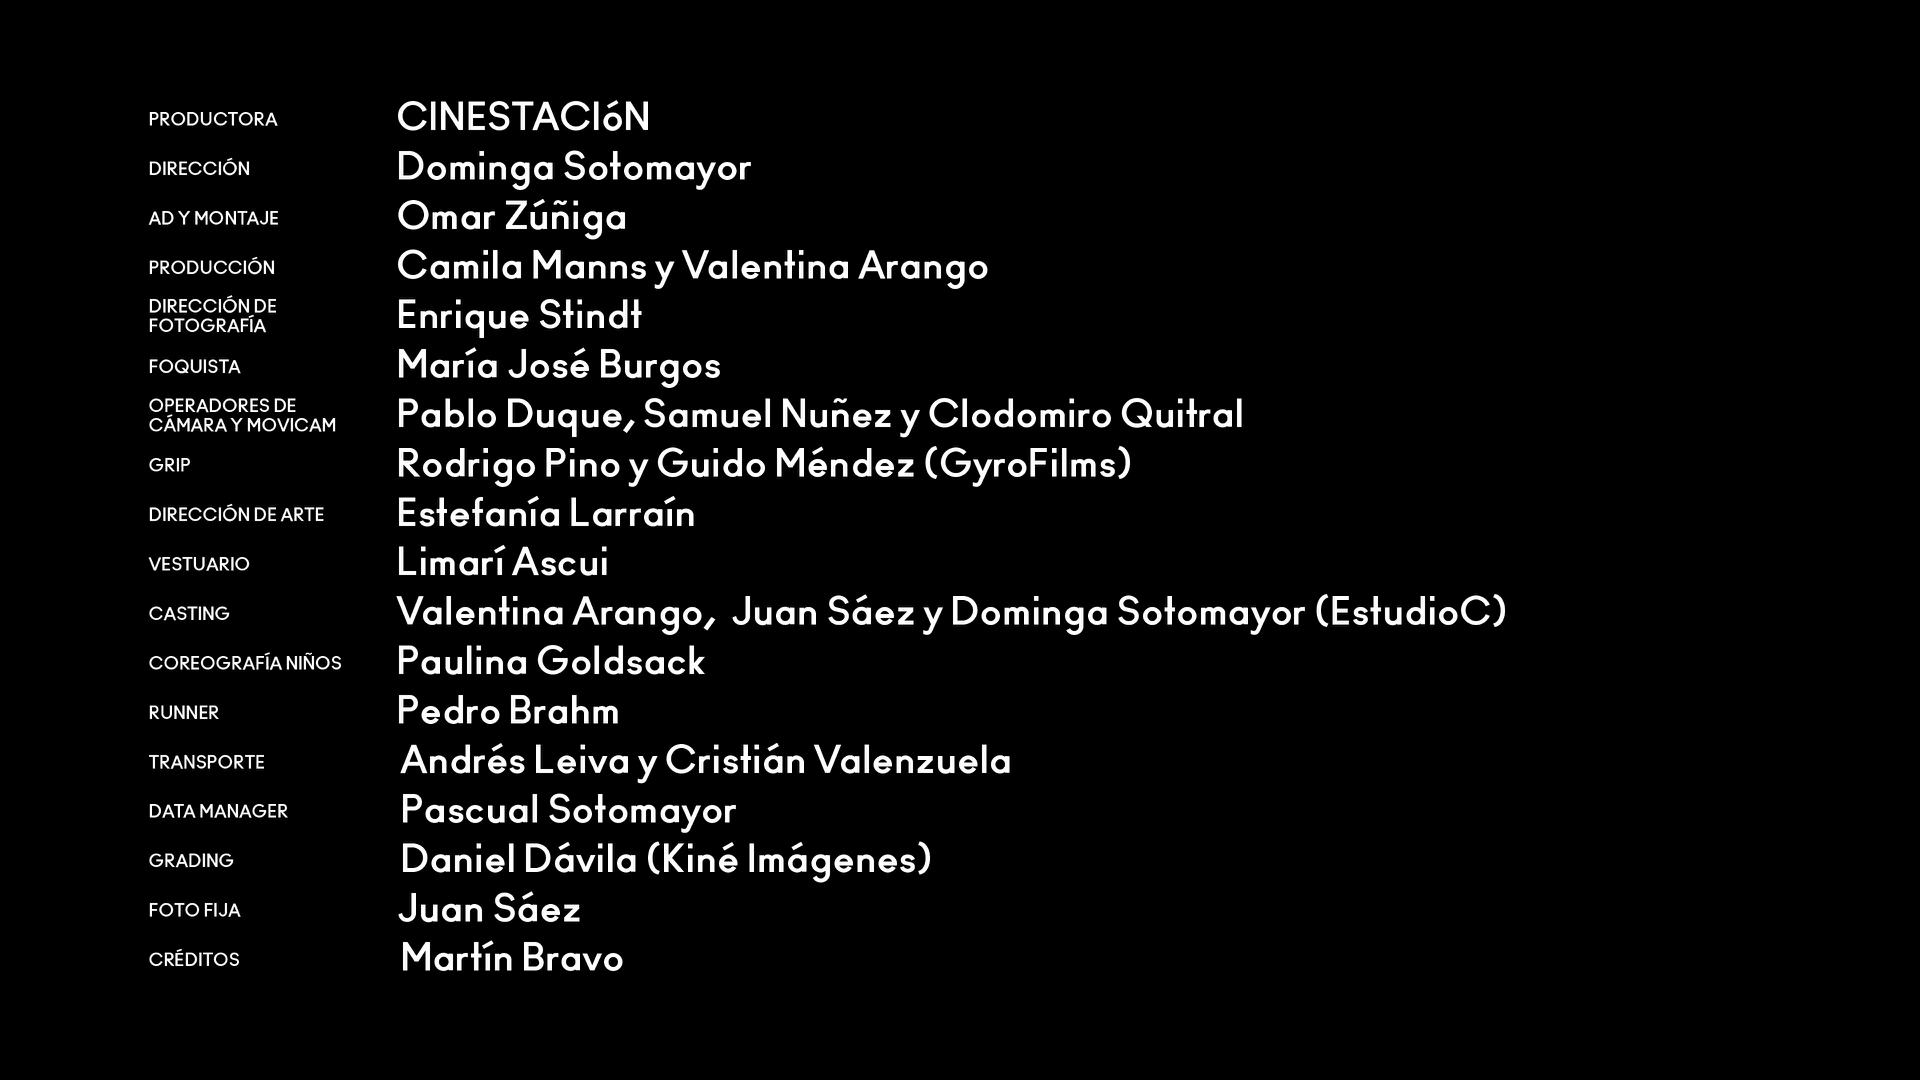 PRODUCTORA CINESTACIóN
DIRECCIÓN Dominga Sotomayor
AD Y MONTAJE Omar Zúñiga
PRODUCCIÓN Camila Manns y Valentina Arango
DIRECCIÓN DE
FOTOGRAFÍA Enrique Stindt
FOQUISTA María José Burgos
OPERADORES DE
CÁMARA Y MOVICAM Pablo Duque, Samuel Nuñez y Clodomiro Quitral
GRIP Rodrigo Pino y Guido Méndez (GyroFilms)
DIRECCIÓN DE ARTE Estefanía Larraín
VESTUARIO Limarí Ascui
CASTING Valentina Arango, Juan Sáez y Dominga Sotomayor (EstudioC)
COREOGRAFÍA NIÑOS Paulina Goldsack
RUNNER Pedro Brahm
TRANSPORTE Andrés Leiva y Cristián Valenzuela
DATA MANAGER Pascual Sotomayor
GRADING Daniel Dávila (Kiné Imágenes)
FOTO FIJA Juan Sáez
CRÉDITOS Martín Bravo